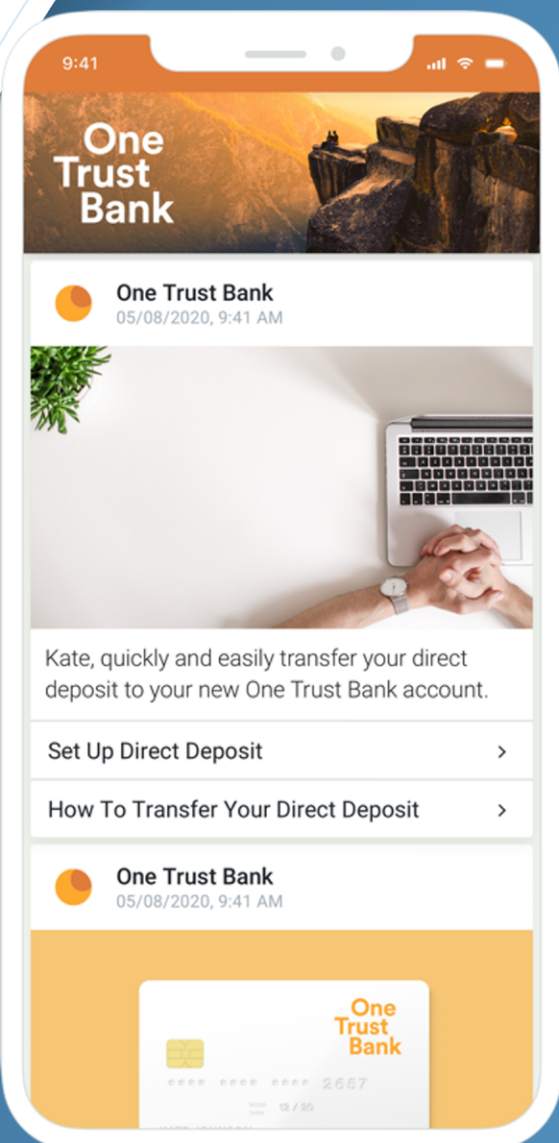 9:41
One
Trust
Bank
One Trust Bank
05/08/2020, 9:41 AM
Kate, quickly and easily transfer your direct
deposit to your new One Trust Bank account.
Set Up Direct Deposit
How To Transfer Your Direct Deposit
One Trust Bank
05/08/2020, 9:41 AM
One
Trust
Bank
2657
12/20